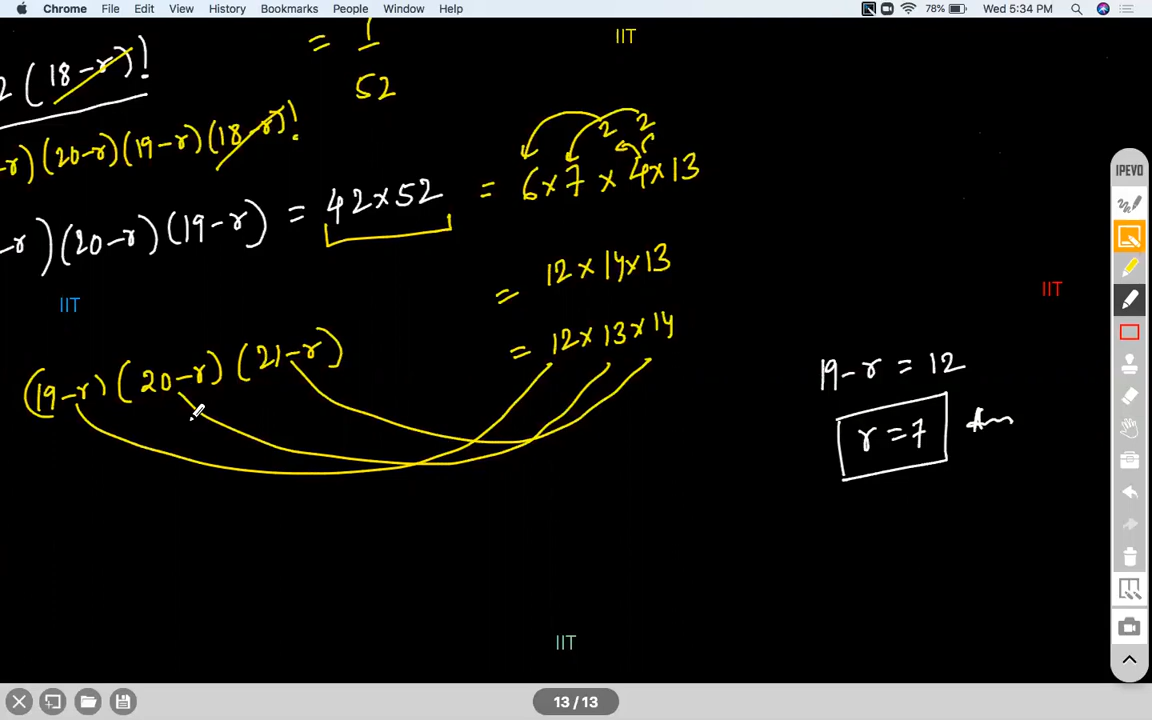 Chrome File Edit View History Bookmarks People Window Help 78% Wed 5:34 PM
= 1/52
IIT
2 (18-r)!
-r)(20-r)(19-r)(18-r)!
2 2
-r)(20-r)(19-r) = 42×52 = 6×7×4×13
= 12×14×13
IIT
IIT
(19-r)(20-r)(21-r) = 12×13×14
19-r = 12
r = 7 Ans
IIT
IPEVO
13 / 13